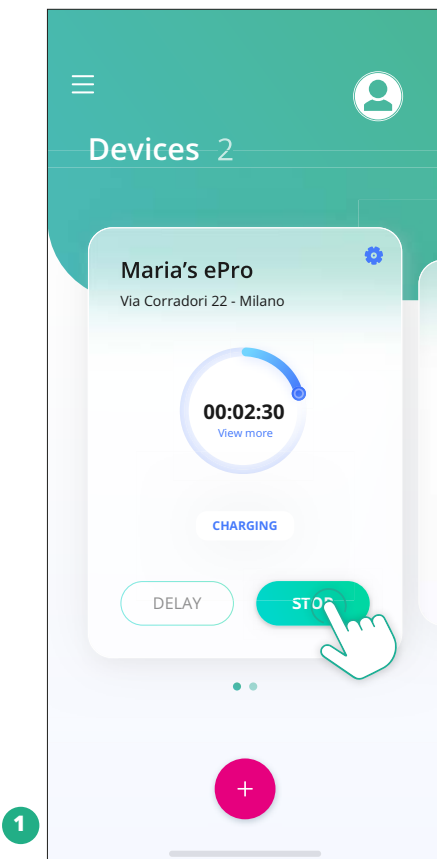 Devices 2
Maria’s ePro
Via Corradori 22 - Milano
00:02:30
View more
CHARGING
DELAY
STOP
+
1